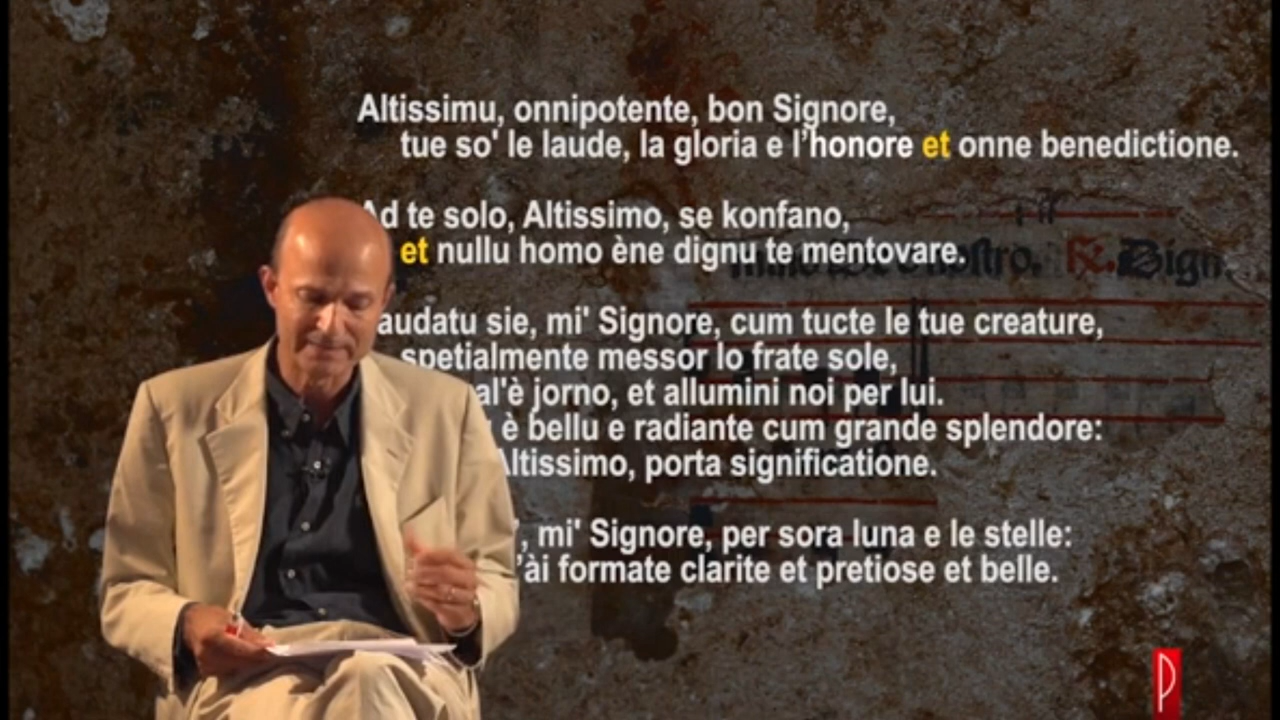 Altissimu, onnipotente, bon Signore,
tue so' le laude, la gloria e l'honore et onne benedictione.
Ad te solo, Altissimo, se konfano,
et nullu homo ène dignu te mentovare.
audatu sie, mi' Signore, cum tucte le tue creature,
spetialmente messor lo frate sole,
al'è jorno, et allumini noi per lui.
è bellu e radiante cum grande splendore:
Altissimo, porta significatione.
', mi' Signore, per sora luna e le stelle:
'ài formate clarite et pretiose et belle.
nostro. Sign
P